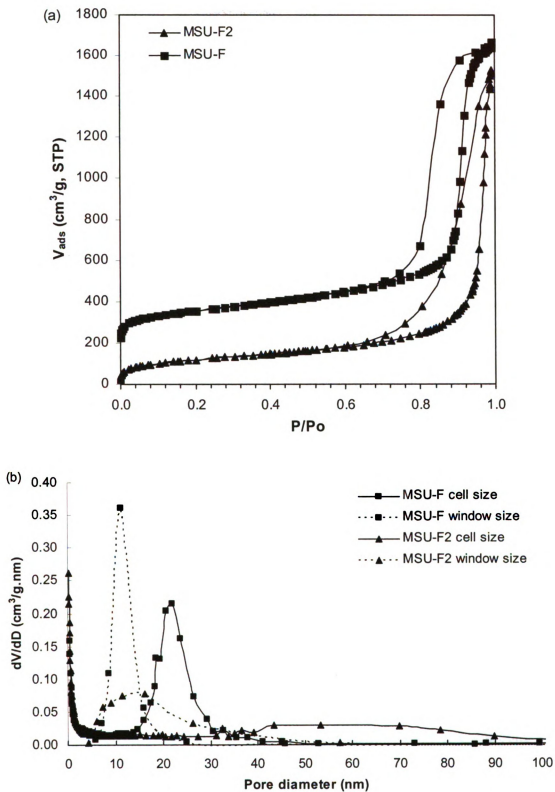 (a)
MSU-F2
MSU-F
1800
1600
1400
1200
1000
800
600
400
200
0
Vads (cm³/g, STP)
0.0 0.2 0.4 0.6 0.8 1.0
P/Po
(b)
MSU-F cell size
MSU-F window size
MSU-F2 cell size
MSU-F2 window size
0.40
0.35
0.30
0.25
0.20
0.15
0.10
0.05
0.00
dV/dD (cm³/g.nm)
0 10 20 30 40 50 60 70 80 90 100
Pore diameter (nm)